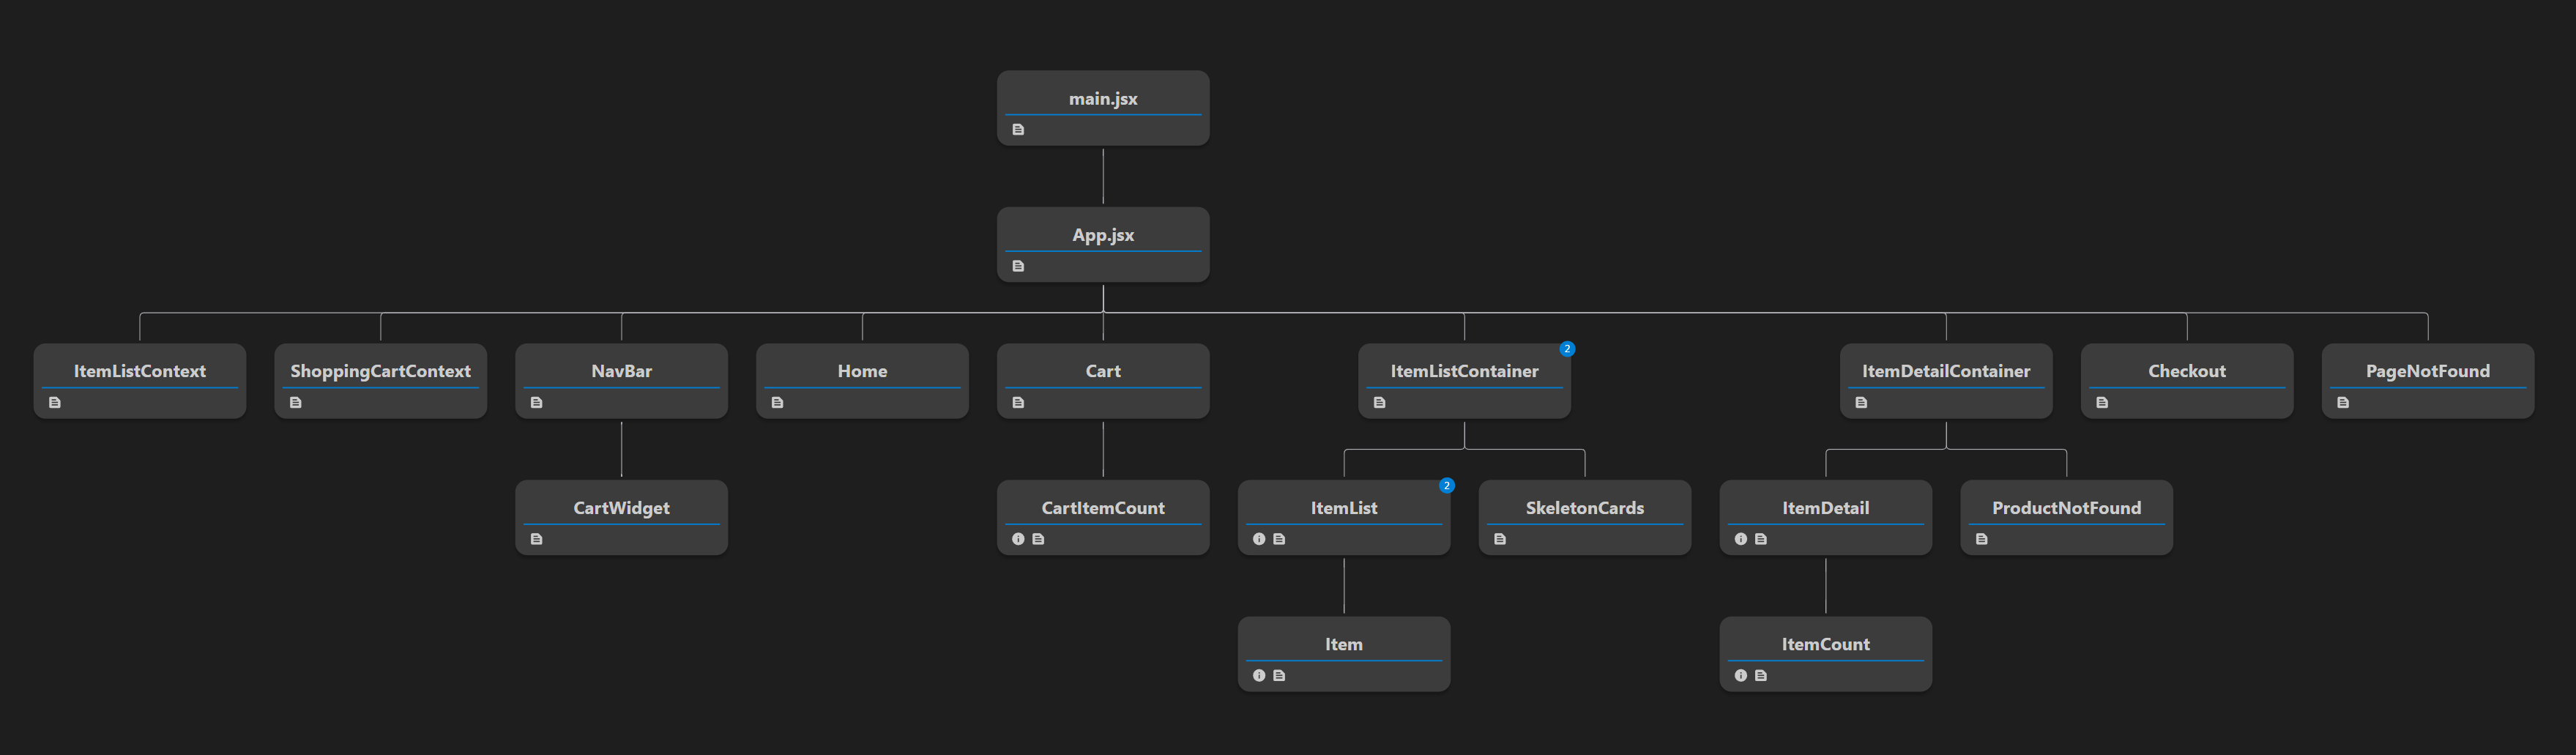 main.jsx
App.jsx
ItemListContext
ShoppingCartContext
NavBar
Home
Cart
ItemListContainer
2
ItemDetailContainer
Checkout
PageNotFound
CartWidget
CartItemCount
ItemList
2
SkeletonCards
ItemDetail
ProductNotFound
Item
ItemCount